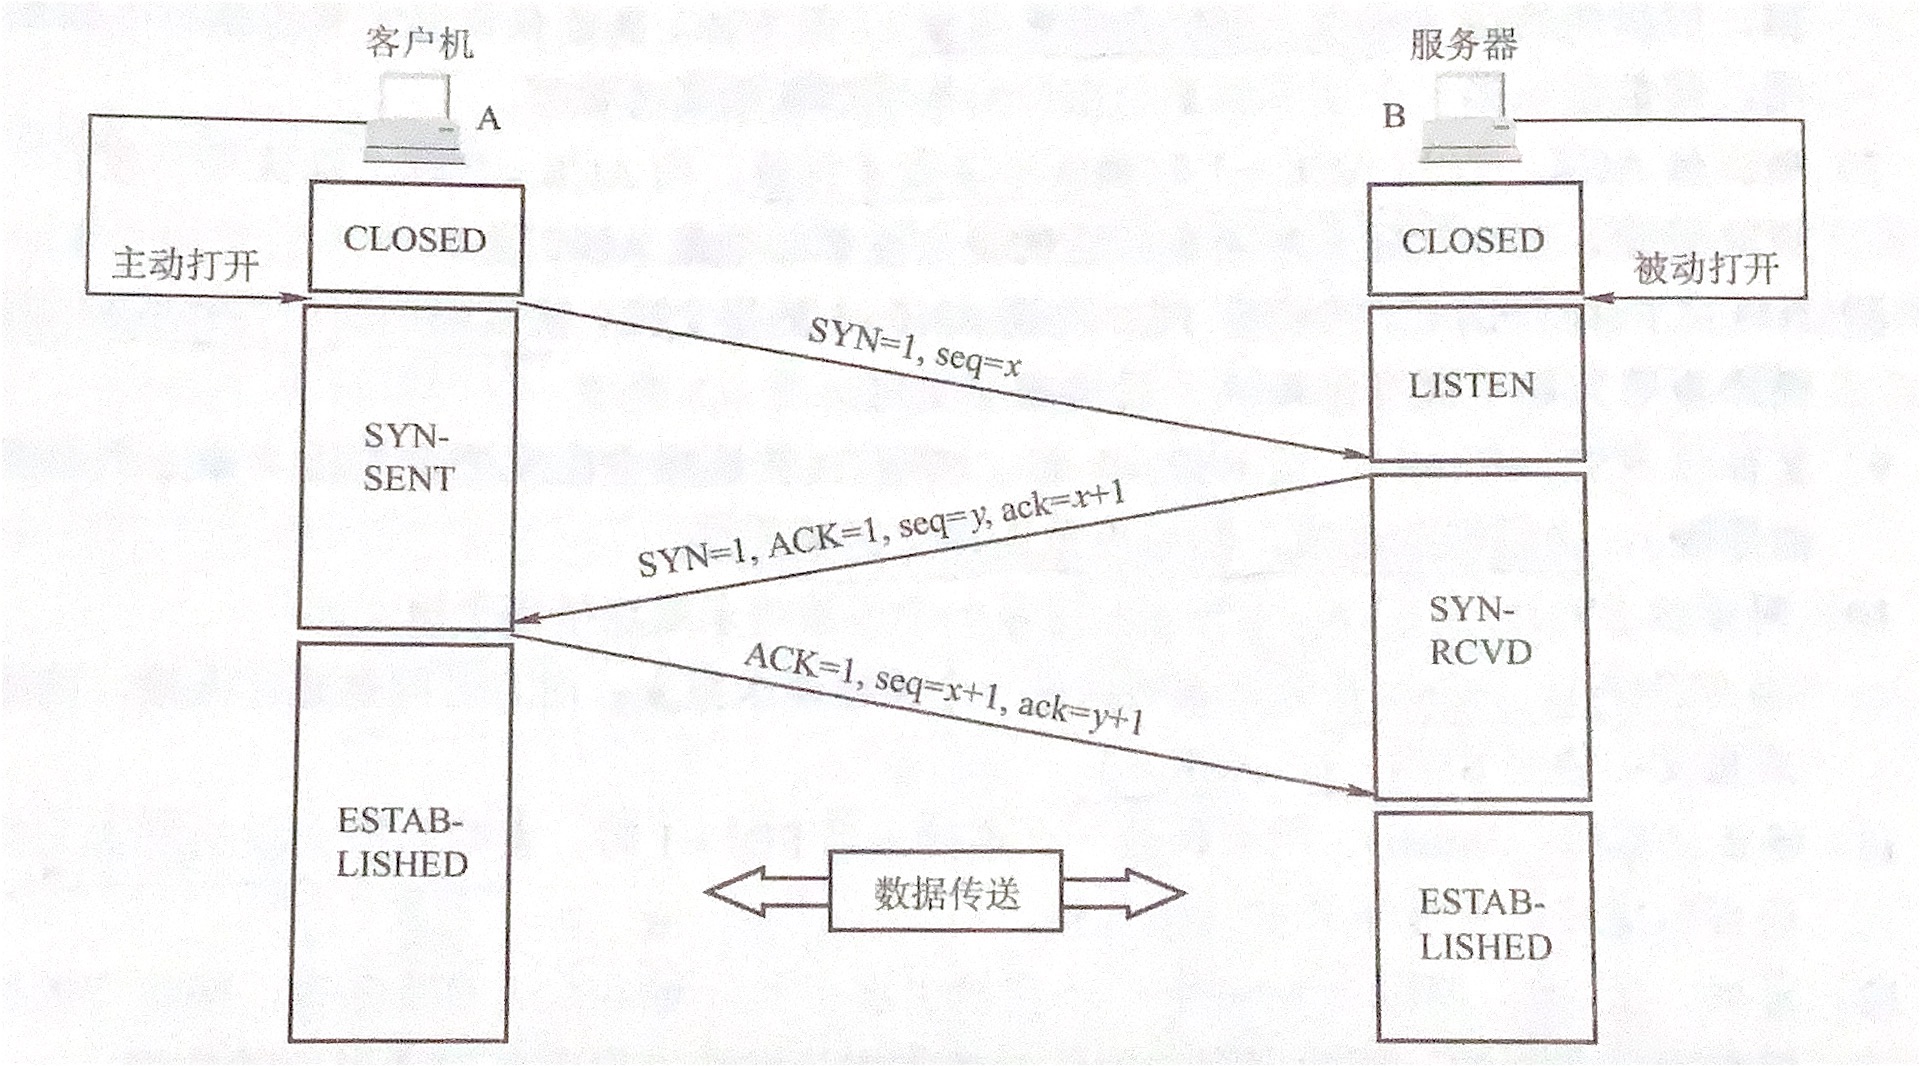 客户机
服务器
A
B
CLOSED
CLOSED
主动打开
被动打开
SYN=1, seq=x
LISTEN
SYN-
SENT
SYN=1, ACK=1, seq=y, ack=x+1
SYN-
RCVD
ACK=1, seq=x+1, ack=y+1
ESTAB-
LISHED
数据传送
ESTAB-
LISHED